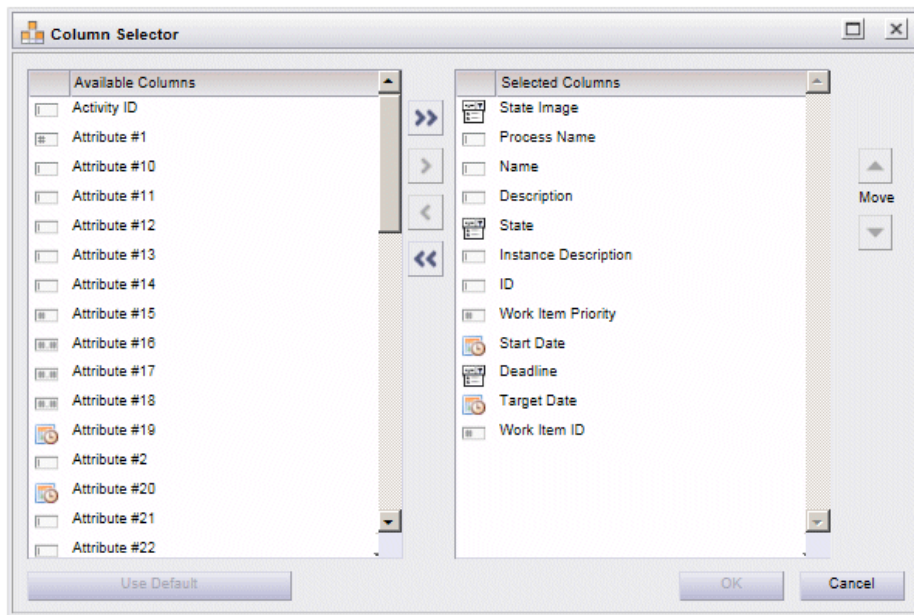 Column Selector
Available Columns
Activity ID
Attribute #1
Attribute #10
Attribute #11
Attribute #12
Attribute #13
Attribute #14
Attribute #15
Attribute #16
Attribute #17
Attribute #18
Attribute #19
Attribute #2
Attribute #20
Attribute #21
Attribute #22
Selected Columns
State Image
Process Name
Name
Description
State
Instance Description
ID
Work Item Priority
Start Date
Deadline
Target Date
Work Item ID
Move
Use Default
OK
Cancel